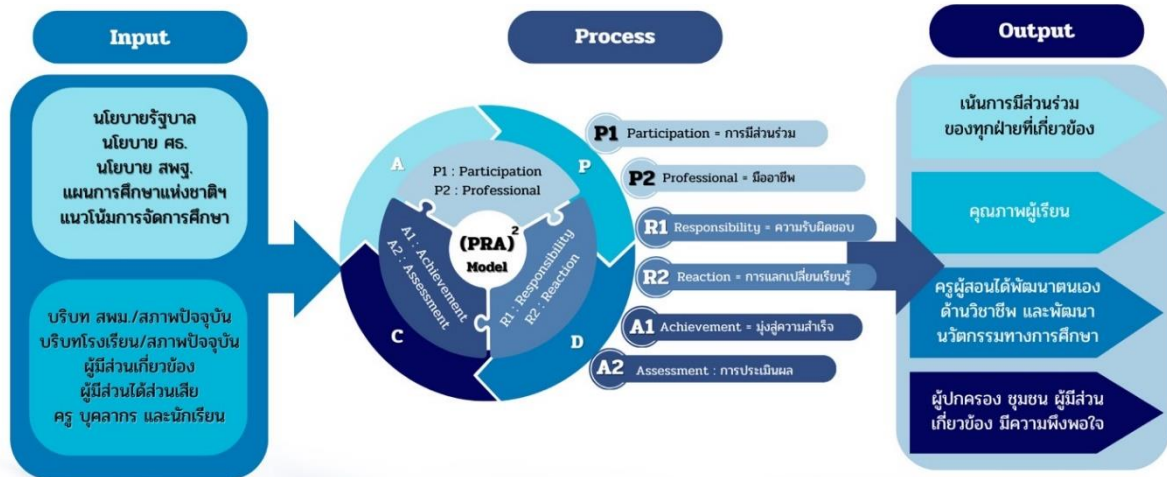 Input
นโยบายรัฐบาล
นโยบาย ศธ.
นโยบาย สพฐ.
แผนการศึกษาแห่งชาติฯ
แนวโน้มการจัดการศึกษา
บริบท สพม./สภาพปัจจุบัน
บริบทโรงเรียน/สภาพปัจจุบัน
ผู้มีส่วนเกี่ยวข้อง
ผู้มีส่วนได้ส่วนเสีย
ครู บุคลากร และนักเรียน
Process
A
P
C
D
P1 : Participation
P2 : Professional
A1 : Achievement
A2 : Assessment
R1 : Responsibility
R2 : Reaction
(PRA)²
Model
P1 Participation = การมีส่วนร่วม
P2 Professional = มืออาชีพ
R1 Responsibility = ความรับผิดชอบ
R2 Reaction = การแลกเปลี่ยนเรียนรู้
A1 Achievement = มุ่งสู่ความสำเร็จ
A2 Assessment : การประเมินผล
Output
เน้นการมีส่วนร่วม
ของทุกฝ่ายที่เกี่ยวข้อง
คุณภาพผู้เรียน
ครูผู้สอนได้พัฒนาตนเอง
ด้านวิชาชีพ และพัฒนา
นวัตกรรมทางการศึกษา
ผู้ปกครอง ชุมชน ผู้มีส่วน
เกี่ยวข้อง มีความพึงพอใจ